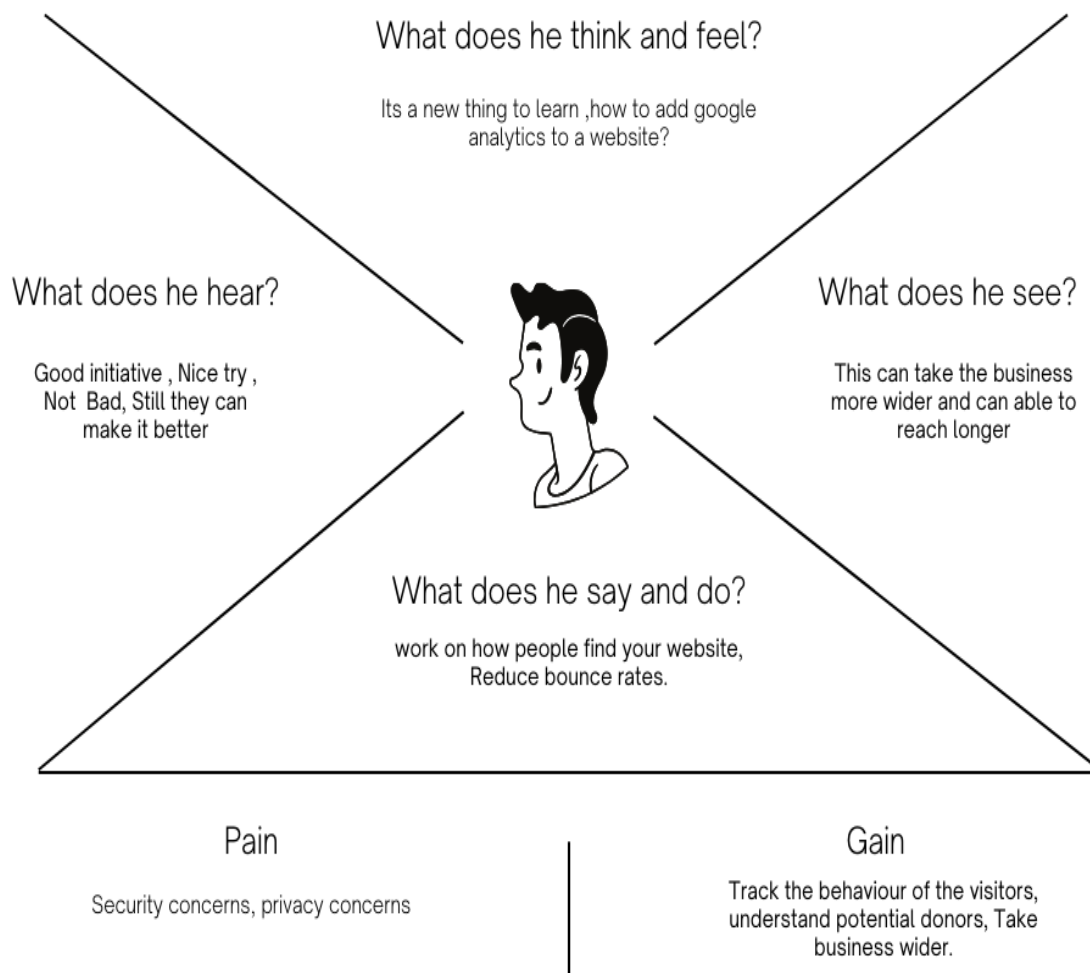 What does he think and feel?
Its a new thing to learn ,how to add google
analytics to a website?
What does he hear?
Good initiative , Nice try ,
Not Bad, Still they can
make it better
What does he see?
This can take the business
more wider and can able to
reach longer
What does he say and do?
work on how people find your website,
Reduce bounce rates.
Pain
Security concerns, privacy concerns
Gain
Track the behaviour of the visitors,
understand potential donors, Take
business wider.